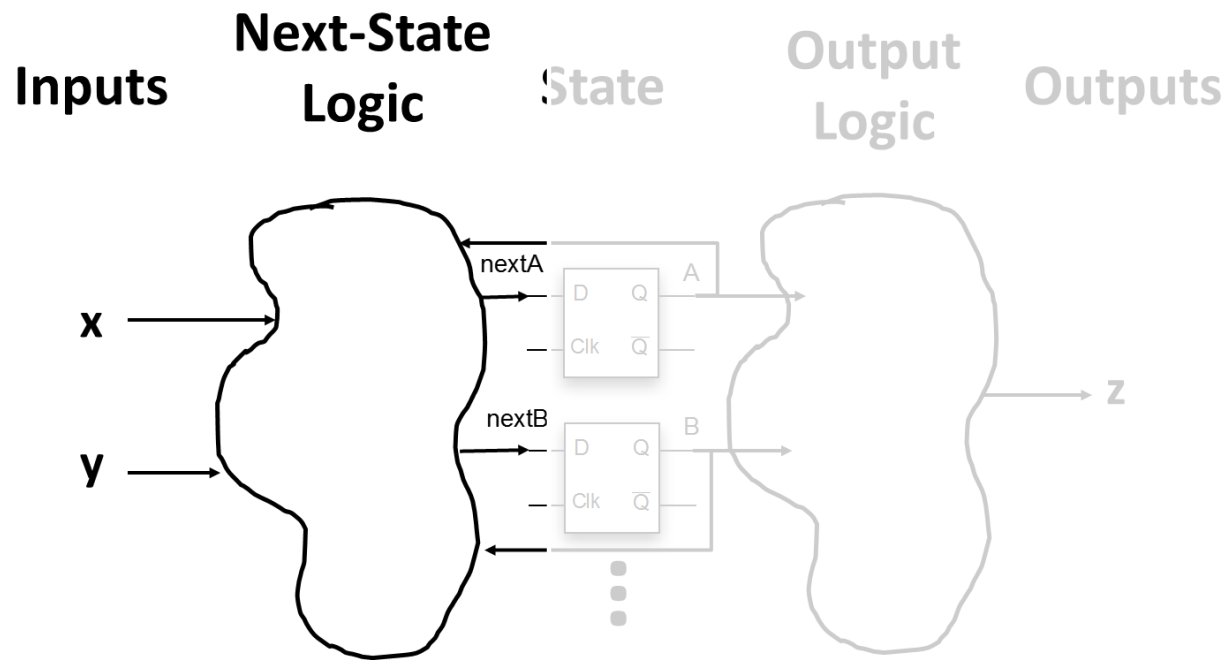 Inputs
Next-State
Logic
State
Output
Logic
Outputs
x
y
nextA
A
D
Q
Clk
Q̅
nextB
B
D
Q
Clk
Q̅
z